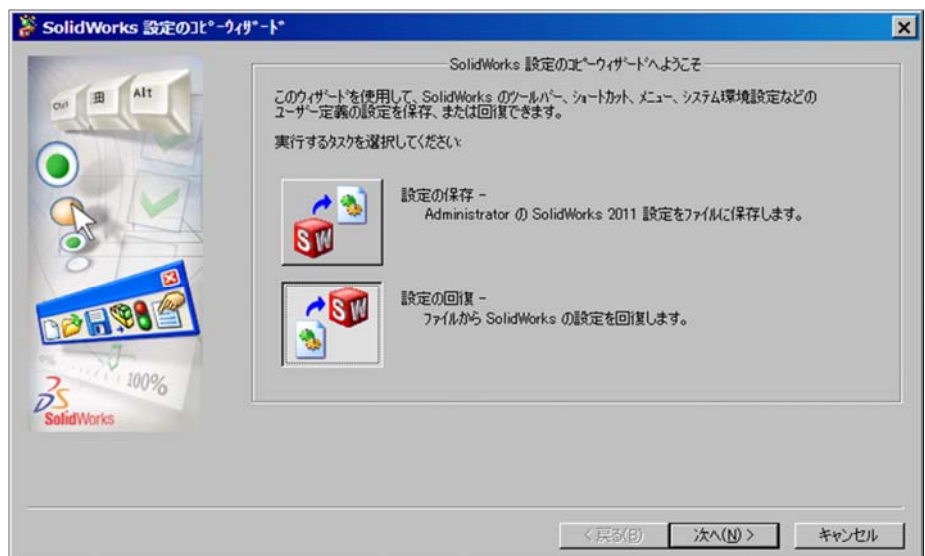 SolidWorks 設定のコピーウィザード
Ctrl
Alt
SolidWorks 設定のコピーウィザードへようこそ
このウィザードを使用して、SolidWorks のツールバー、ショートカット、メニュー、システム環境設定などの
ユーザー定義の設定を保存、または回復できます。
実行するタスクを選択してください:
設定の保存 -
Administrator の SolidWorks 2011 設定をファイルに保存します。
SW
設定の回復 -
ファイルから SolidWorks の設定を回復します。
SW
100%
SolidWorks
< 戻る(B)
次へ(N) >
キャンセル